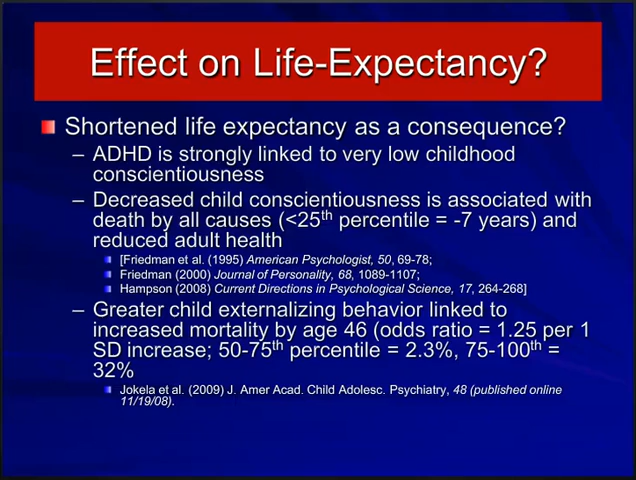 Effect on Life-Expectancy?
Shortened life expectancy as a consequence?
– ADHD is strongly linked to very low childhood
conscientiousness
– Decreased child conscientiousness is associated with
death by all causes (<25th percentile = -7 years) and
reduced adult health
[Friedman et al. (1995) American Psychologist, 50, 69-78;
Friedman (2000) Journal of Personality, 68, 1089-1107;
Hampson (2008) Current Directions in Psychological Science, 17, 264-268]
– Greater child externalizing behavior linked to
increased mortality by age 46 (odds ratio = 1.25 per 1
SD increase; 50-75th percentile = 2.3%, 75-100th =
32%
Jokela et al. (2009) J. Amer Acad. Child Adolesc. Psychiatry, 48 (published online
11/19/08).